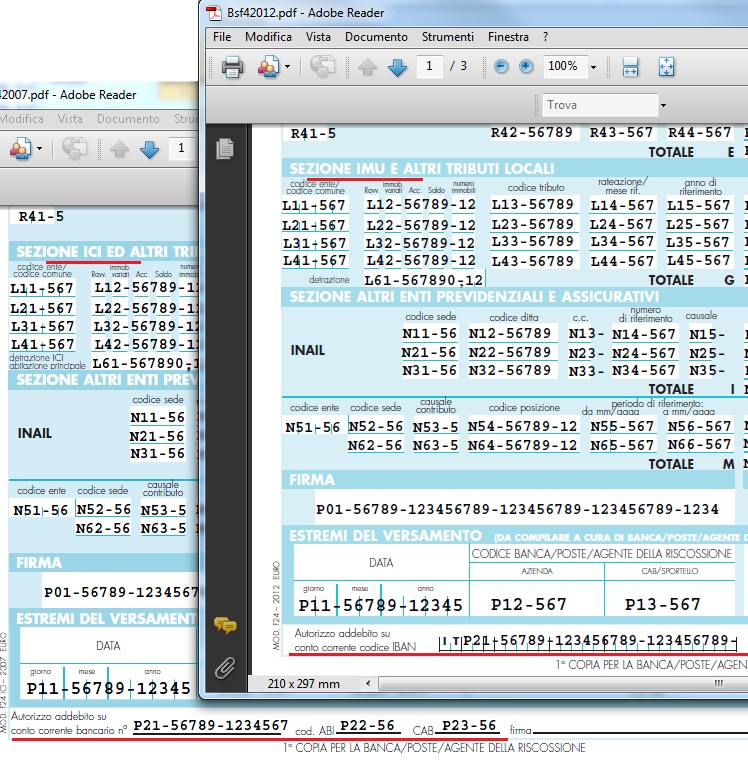 Bsf42012.pdf - Adobe Reader
File Modifica Vista Documento Strumenti Finestra ?
1 / 3 100%
Trova
R41-5 R42-56789 R43-567 R44-567
TOTALE E
SEZIONE IMU E ALTRI TRIBUTI LOCALI
codice ente/ codice comune Rav. immob. variati Acc. Saldo numero immobili codice tributo rateazione/ mese rif. anno di riferimento
L11-567 L12-56789-12 L13-56789 L14-567 L15-567
L21-567 L22-56789-12 L23-56789 L24-567 L25-567
L31-567 L32-56789-12 L33-56789 L34-567 L35-567
L41-567 L42-56789-12 L43-56789 L44-567 L45-567
detrazione L61-567890,12 TOTALE G
SEZIONE ALTRI ENTI PREVIDENZIALI E ASSICURATIVI
codice sede codice ditta c.c. numero di riferimento causale
INAIL
N11-56 N12-56789 N13- N14-567 N15-
N21-56 N22-56789 N23- N24-567 N25-
N31-56 N32-56789 N33- N34-567 N35-
TOTALE I
codice ente codice sede causale contributo codice posizione periodo di riferimento: da mm/aaaa a mm/aaaa
N51-56 N52-56 N53-5 N54-56789-12 N55-567 N56-567
N62-56 N63-5 N64-56789-12 N65-567 N66-567
TOTALE M
FIRMA
P01-56789-123456789-123456789-123456789-1234
ESTREMI DEL VERSAMENTO (DA COMPILARE A CURA DI BANCA/POSTE/AGENTE D
DATA CODICE BANCA/POSTE/AGENTE DELLA RISCOSSIONE
AZIENDA CAB/SPORTELLO
giorno mese anno
P11-56789-12345 P12-567 P13-567
MOD. F24 - 2012 EURO
Autorizzo addebito su
conto corrente codice IBAN I T P21-56789-123456789-123456789-
1ª COPIA PER LA BANCA/POSTE/AGEN
210 x 297 mm
42007.pdf - Adobe Reader
Modifica Vista Documento Stru
1
R41-5
SEZIONE ICI ED ALTRI TRI
codice ente/ codice comune Rav. immob. variati Acc. Saldo
L11-567 L12-56789-1
L21-567 L22-56789-1
L31-567 L32-56789-1
L41-567 L42-56789-1
detrazione ICI
abitazione principale L61-567890,1
SEZIONE ALTRI ENTI PREV
codice sede
INAIL
N11-56
N21-56
N31-56
codice ente codice sede causale contributo
N51-56 N52-56 N53-5
N62-56 N63-5
FIRMA
P01-56789-1234567
ESTREMI DEL VERSAMENT
DATA
giorno mese anno
P11-56789-12345
MOD. F24 ICI - 2007 EURO
Autorizzo addebito su
conto corrente bancario n° P21-56789-1234567 cod. ABI P22-56 CAB P23-56 firma
1ª COPIA PER LA BANCA/POSTE/AGENTE DELLA RISCOSSIONE